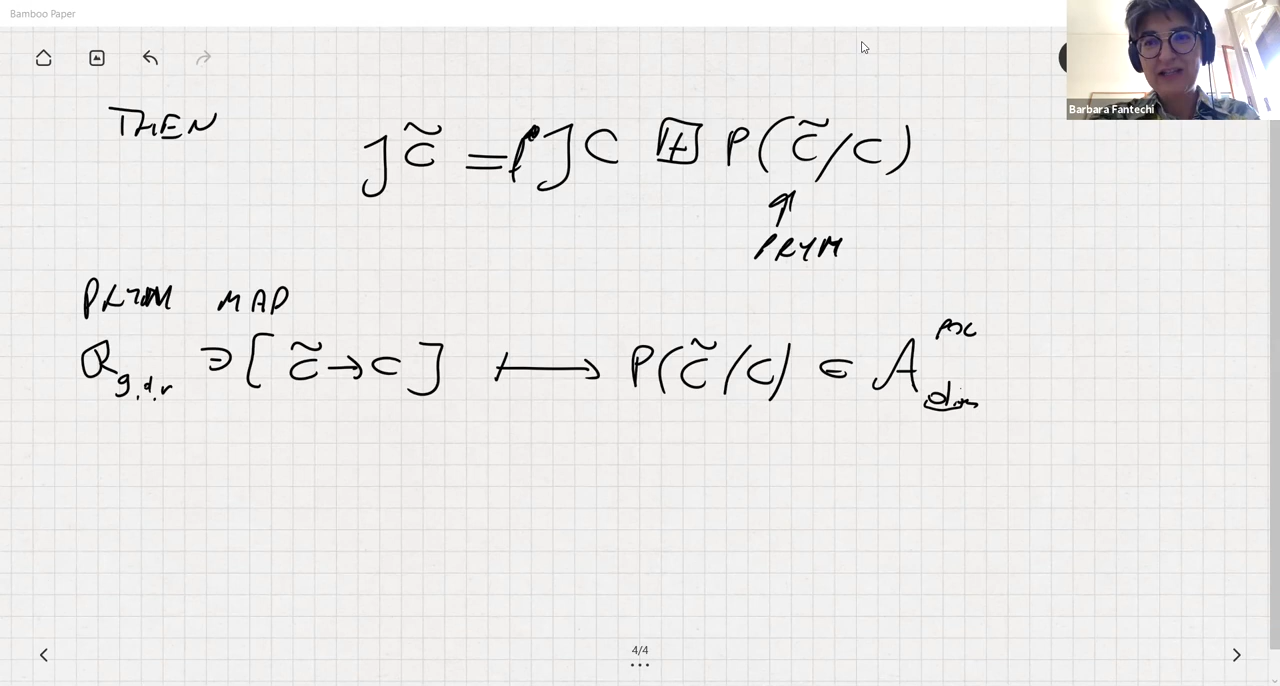 Bamboo Paper
Barbara Fantechi
THEN
J C̃ = f* J C ⊞ P(C̃/C)
↑
PRYM
PRYM MAP
R_{g,d,r} ∋ [C̃ → C] ⟼ P(C̃/C) ∈ A
4/4